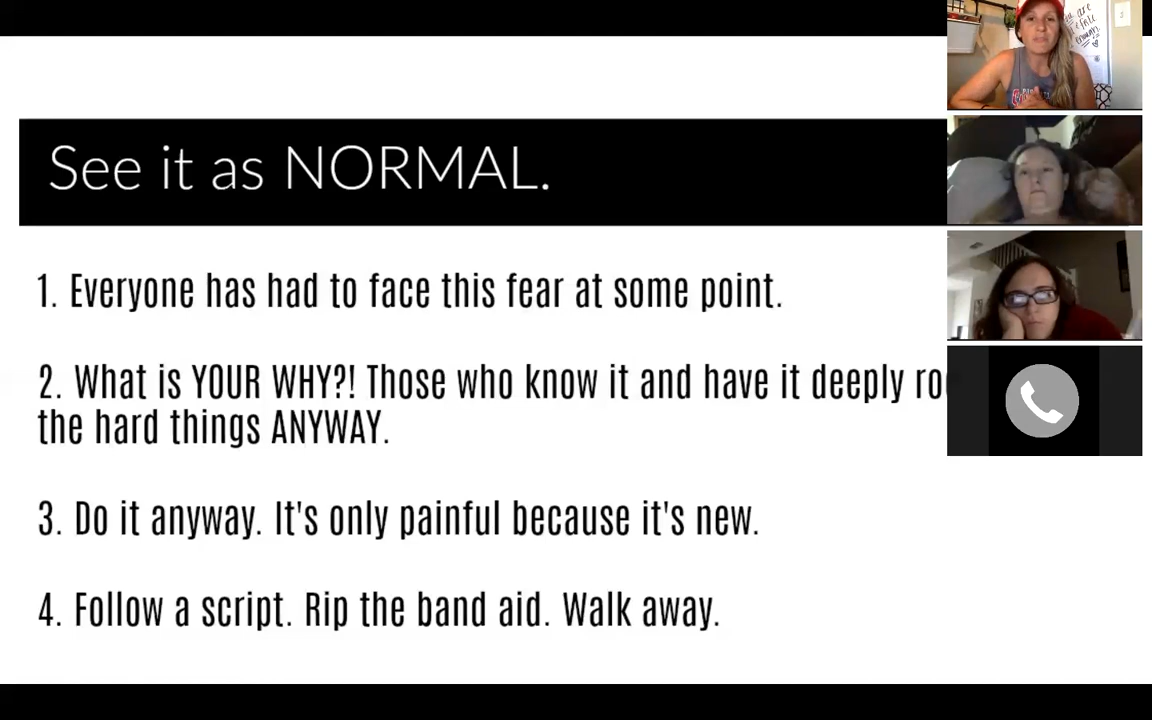 See it as NORMAL.
1. Everyone has had to face this fear at some point.
2. What is YOUR WHY?! Those who know it and have it deeply
the hard things ANYWAY.
3. Do it anyway. It's only painful because it's new.
4. Follow a script. Rip the band aid. Walk away.